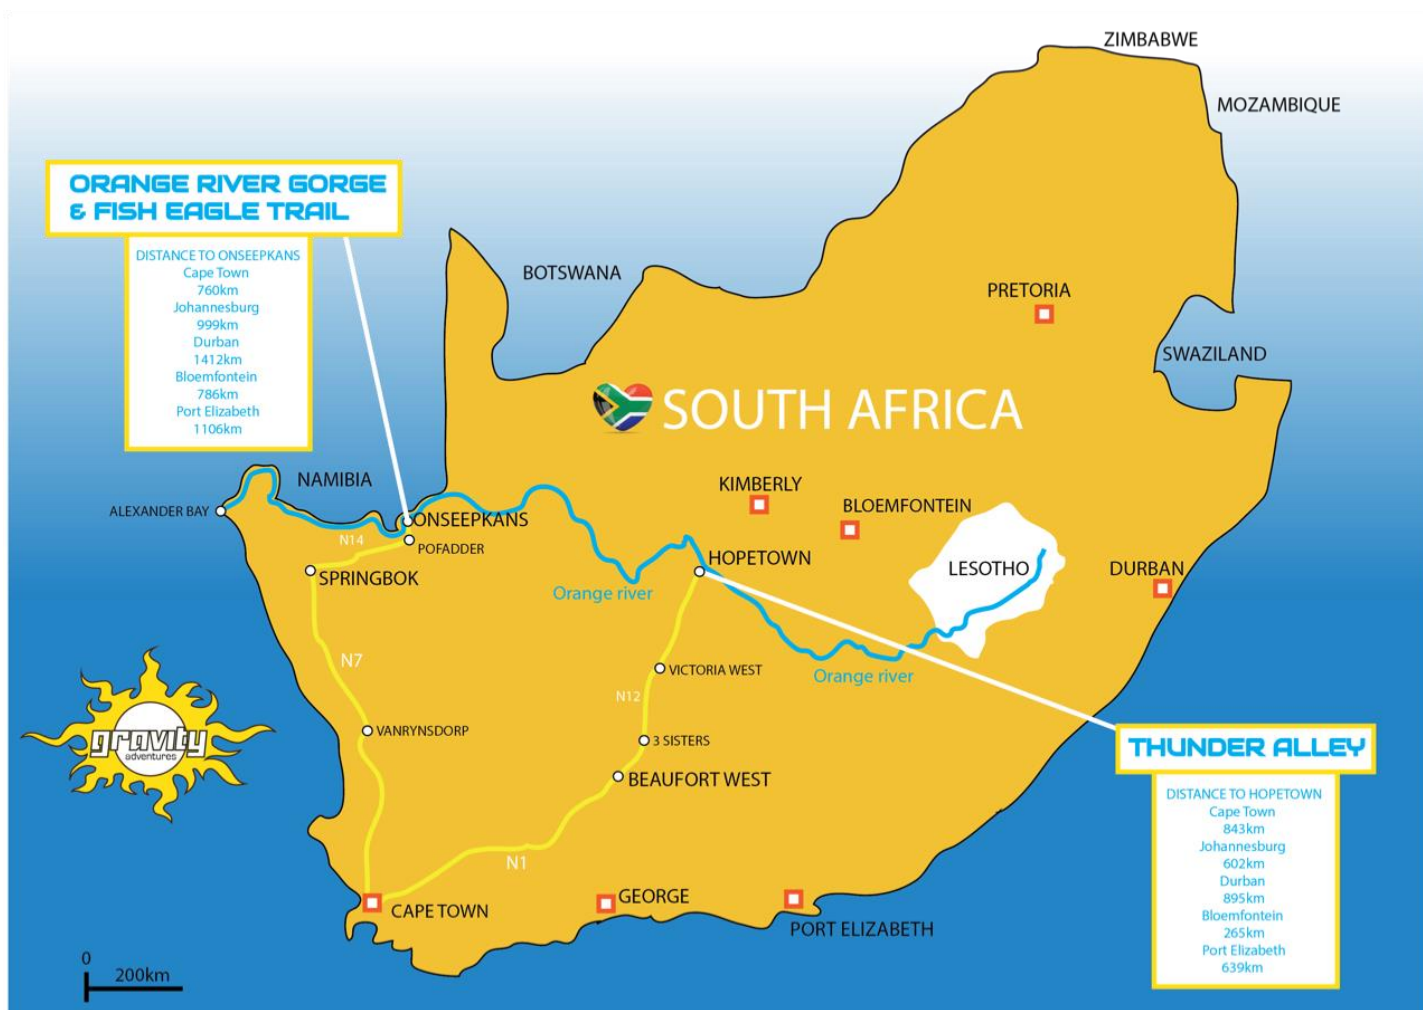 ZIMBABWE
MOZAMBIQUE
ORANGE RIVER GORGE
& FISH EAGLE TRAIL
DISTANCE TO ONSEEPKANS
Cape Town
760km
Johannesburg
999km
Durban
1412km
Bloemfontein
786km
Port Elizabeth
1106km
BOTSWANA
PRETORIA
SWAZILAND
SOUTH AFRICA
NAMIBIA
KIMBERLY
BLOEMFONTEIN
ALEXANDER BAY
ONSEEPKANS
N14
POFADDER
HOPETOWN
LESOTHO
DURBAN
SPRINGBOK
Orange river
N7
VICTORIA WEST
Orange river
N12
VANRYNSDORP
3 SISTERS
gravity
adventures
BEAUFORT WEST
THUNDER ALLEY
DISTANCE TO HOPETOWN
Cape Town
843km
Johannesburg
602km
Durban
895km
Bloemfontein
265km
Port Elizabeth
639km
N1
GEORGE
CAPE TOWN
PORT ELIZABETH
0
200km